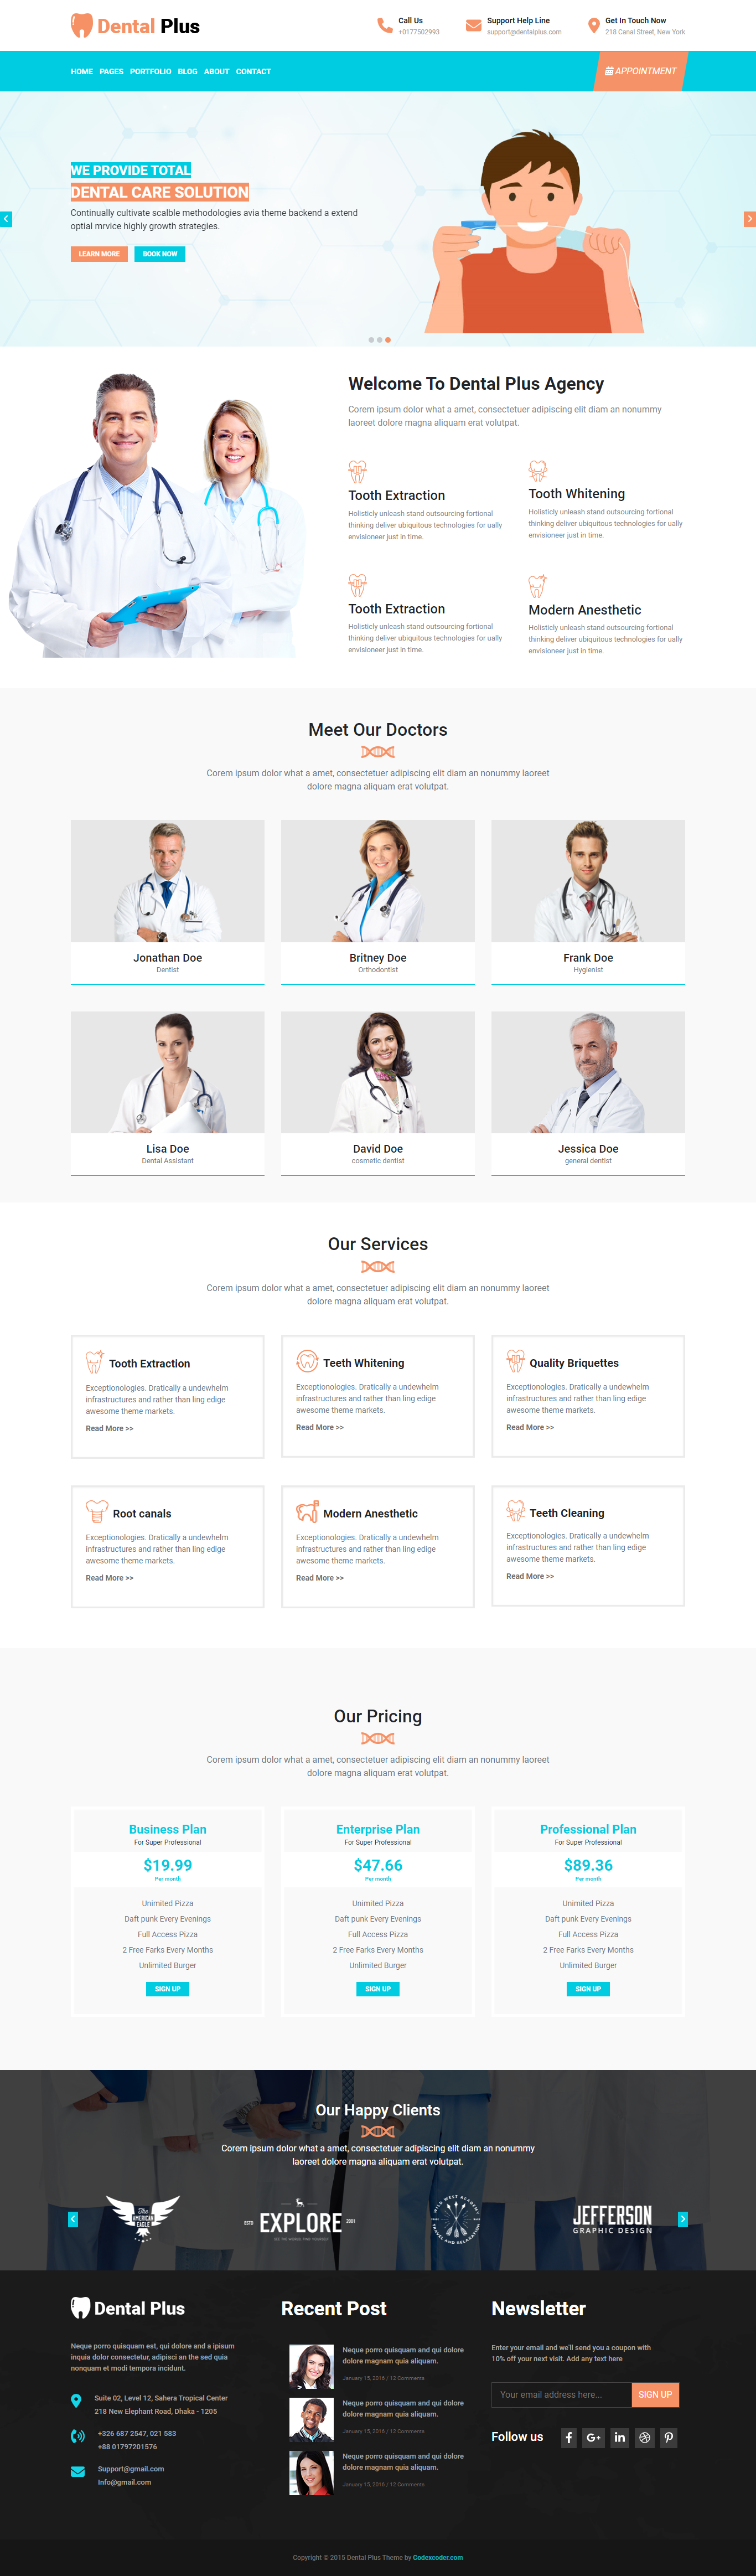 Dental Plus
Call Us
+0177502993
Support Help Line
support@dentalplus.com
Get In Touch Now
218 Canal Street, New York
HOME PAGES PORTFOLIO BLOG ABOUT CONTACT
APPOINTMENT
WE PROVIDE TOTAL
DENTAL CARE SOLUTION
Continually cultivate scalble methodologies avia theme backend a extend
optial mrvice highly growth strategies.
LEARN MORE
BOOK NOW
Welcome To Dental Plus Agency
Corem ipsum dolor what a amet, consectetuer adipiscing elit diam an nonummy
laoreet dolore magna aliquam erat volutpat.
Tooth Extraction
Holisticly unleash stand outsourcing fortional
thinking deliver ubiquitous technologies for ually
envisioneer just in time.
Tooth Whitening
Holisticly unleash stand outsourcing fortional
thinking deliver ubiquitous technologies for ually
envisioneer just in time.
Tooth Extraction
Holisticly unleash stand outsourcing fortional
thinking deliver ubiquitous technologies for ually
envisioneer just in time.
Modern Anesthetic
Holisticly unleash stand outsourcing fortional
thinking deliver ubiquitous technologies for ually
envisioneer just in time.
Meet Our Doctors
Corem ipsum dolor what a amet, consectetuer adipiscing elit diam an nonummy laoreet
dolore magna aliquam erat volutpat.
Jonathan Doe
Dentist
Britney Doe
Orthodontist
Frank Doe
Hygienist
Lisa Doe
Dental Assistant
David Doe
cosmetic dentist
Jessica Doe
general dentist
Our Services
Corem ipsum dolor what a amet, consectetuer adipiscing elit diam an nonummy laoreet
dolore magna aliquam erat volutpat.
Tooth Extraction
Exceptionologies. Dratically a undewhelm
infrastructures and rather than ling edige
awesome theme markets.
Read More >>
Teeth Whitening
Exceptionologies. Dratically a undewhelm
infrastructures and rather than ling edige
awesome theme markets.
Read More >>
Quality Briquettes
Exceptionologies. Dratically a undewhelm
infrastructures and rather than ling edige
awesome theme markets.
Read More >>
Root canals
Exceptionologies. Dratically a undewhelm
infrastructures and rather than ling edige
awesome theme markets.
Read More >>
Modern Anesthetic
Exceptionologies. Dratically a undewhelm
infrastructures and rather than ling edige
awesome theme markets.
Read More >>
Teeth Cleaning
Exceptionologies. Dratically a undewhelm
infrastructures and rather than ling edige
awesome theme markets.
Read More >>
Our Pricing
Corem ipsum dolor what a amet, consectetuer adipiscing elit diam an nonummy laoreet
dolore magna aliquam erat volutpat.
Business Plan
For Super Professional
$19.99
Per month
Unimited Pizza
Daft punk Every Evenings
Full Access Pizza
2 Free Farks Every Months
Unlimited Burger
SIGN UP
Enterprise Plan
For Super Professional
$47.66
Per month
Unimited Pizza
Daft punk Every Evenings
Full Access Pizza
2 Free Farks Every Months
Unlimited Burger
SIGN UP
Professional Plan
For Super Professional
$89.36
Per month
Unimited Pizza
Daft punk Every Evenings
Full Access Pizza
2 Free Farks Every Months
Unlimited Burger
SIGN UP
Our Happy Clients
Corem ipsum dolor what a amet, consectetuer adipiscing elit diam an nonummy
laoreet dolore magna aliquam erat volutpat.
The
AMERICAN
EAGLE
ESTD
EXPLORE
WILD WEST ACADEMY
TRAVEL AND RELAXATION
JEFFERSON
GRAPHIC DESIGN
Dental Plus
Neque porro quisquam est, qui dolore and a ipisum
inquia dolor consectetur, adipisci an the sed quia
nonquam et modi tempora incidunt.
Suite 02, Level 12, Sahera Tropical Center
218 New Elephant Road, Dhaka - 1205
+326 687 2547, 021 583
+88 01797201576
Support@gmail.com
Info@gmail.com
Recent Post
Neque porro quisquam and qui dolore
dolore magnam quia aliquam.
January 15, 2016 / 12 Comments
Neque porro quisquam and qui dolore
dolore magnam quia aliquam.
January 15, 2016 / 12 Comments
Neque porro quisquam and qui dolore
dolore magnam quia aliquam.
January 15, 2016 / 12 Comments
Newsletter
Enter your email and we'll send you a coupon with
10% off your next visit. Add any text here
Your email address here...
SIGN UP
Follow us
Copyright © 2015 Dental Plus Theme by Codexcoder.com